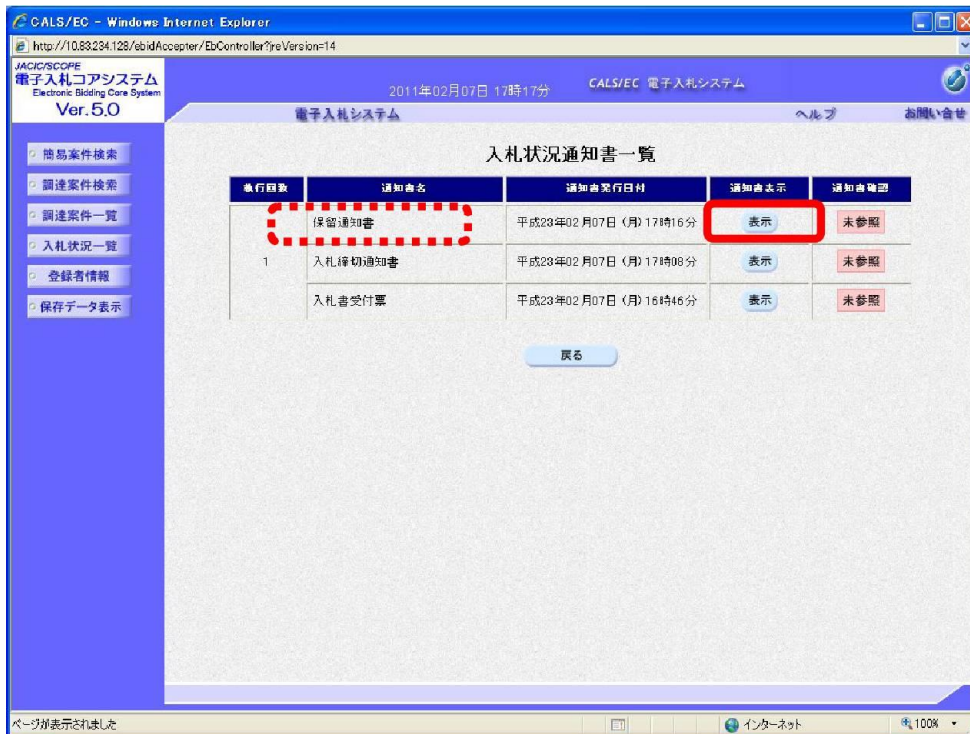 CALS/EC - Windows Internet Explorer
http://10.83.234.128/ebidAccepter/EbController?jreVersion=14
JACIC/SCOPE
電子入札コアシステム
Electronic Bidding Core System
Ver.5.0
2011年02月07日 17時17分
CALS/EC 電子入札システム
電子入札システム
ヘルプ
お問い合せ
簡易案件検索
調達案件検索
調達案件一覧
入札状況一覧
登録者情報
保存データ表示
入札状況通知書一覧
執行回数 通知書名 通知書発行日付 通知書表示 通知書確認
保留通知書 平成23年02月07日（月）17時16分 表示 未参照
1 入札締切通知書 平成23年02月07日（月）17時08分 表示 未参照
入札書受付票 平成23年02月07日（月）16時46分 表示 未参照
戻る
ページが表示されました
インターネット
100%